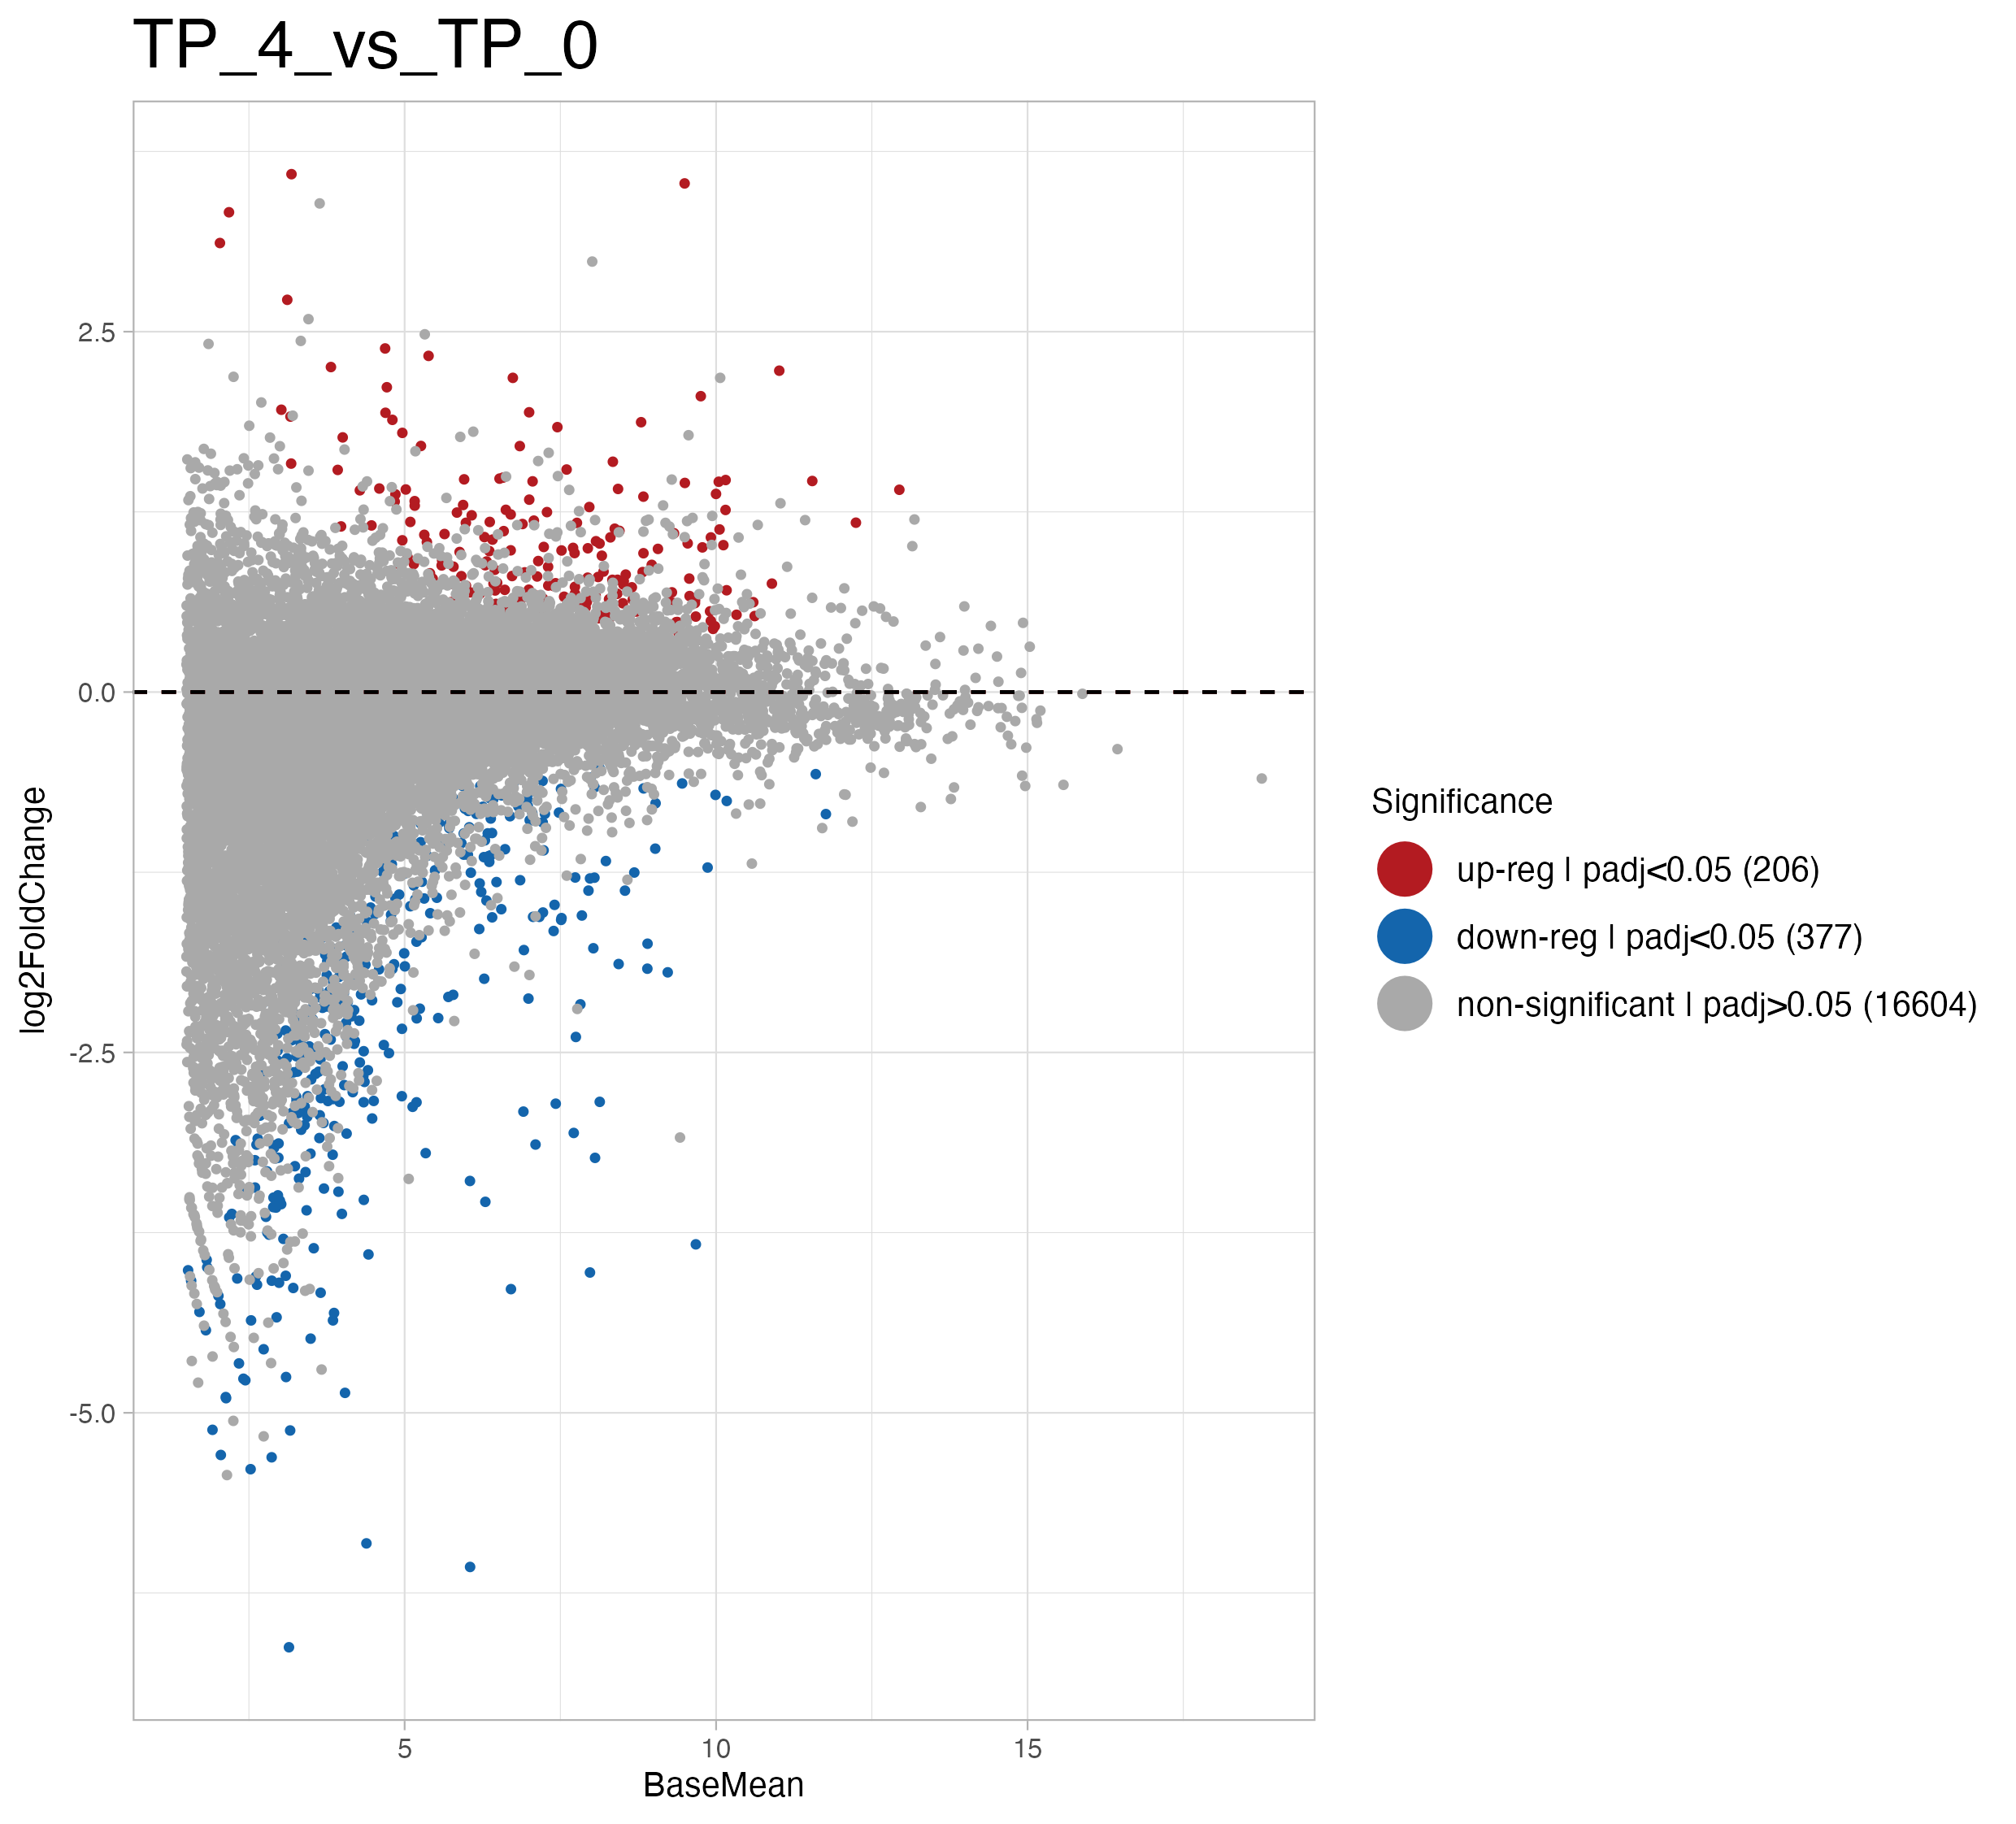 TP_4_vs_TP_0
2.5
0.0
-2.5
-5.0
log2FoldChange
5
10
15
BaseMean
Significance
up-reg | padj<0.05 (206)
down-reg | padj<0.05 (377)
non-significant | padj>0.05 (16604)